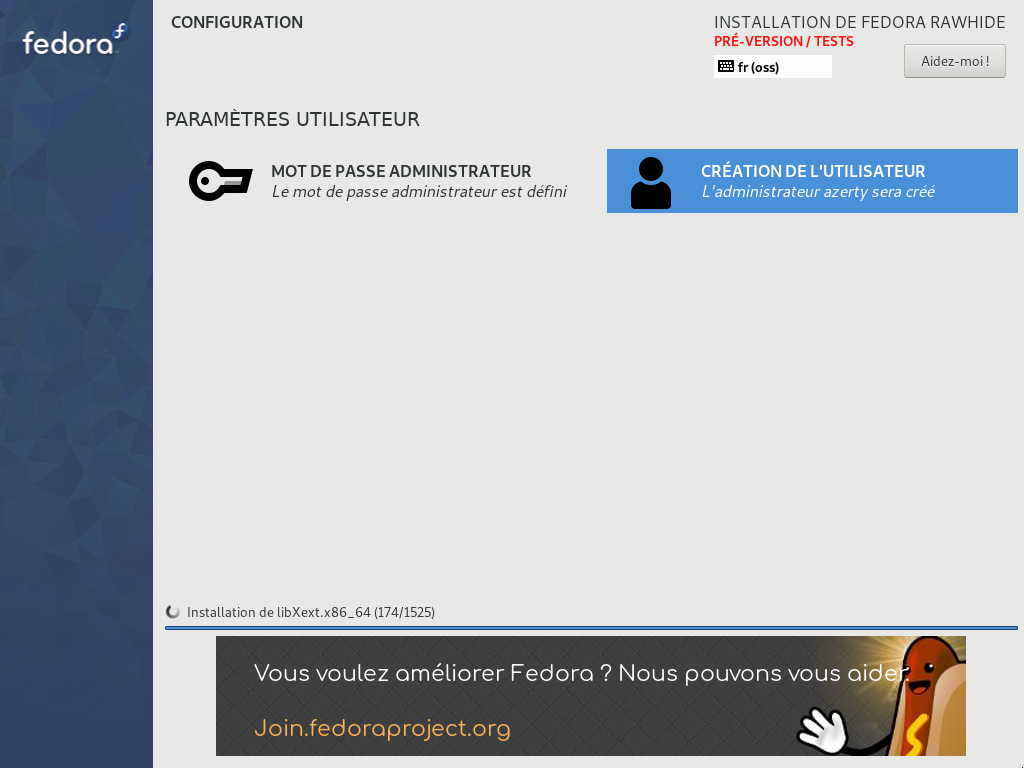 fedora
CONFIGURATION
INSTALLATION DE FEDORA RAWHIDE
PRÉ-VERSION / TESTS
fr (oss)
Aidez-moi !
PARAMÈTRES UTILISATEUR
MOT DE PASSE ADMINISTRATEUR
Le mot de passe administrateur est défini
CRÉATION DE L'UTILISATEUR
L'administrateur azerty sera créé
Installation de libXext.x86_64 (174/1525)
Vous voulez améliorer Fedora ? Nous pouvons vous aider.
Join.fedoraproject.org